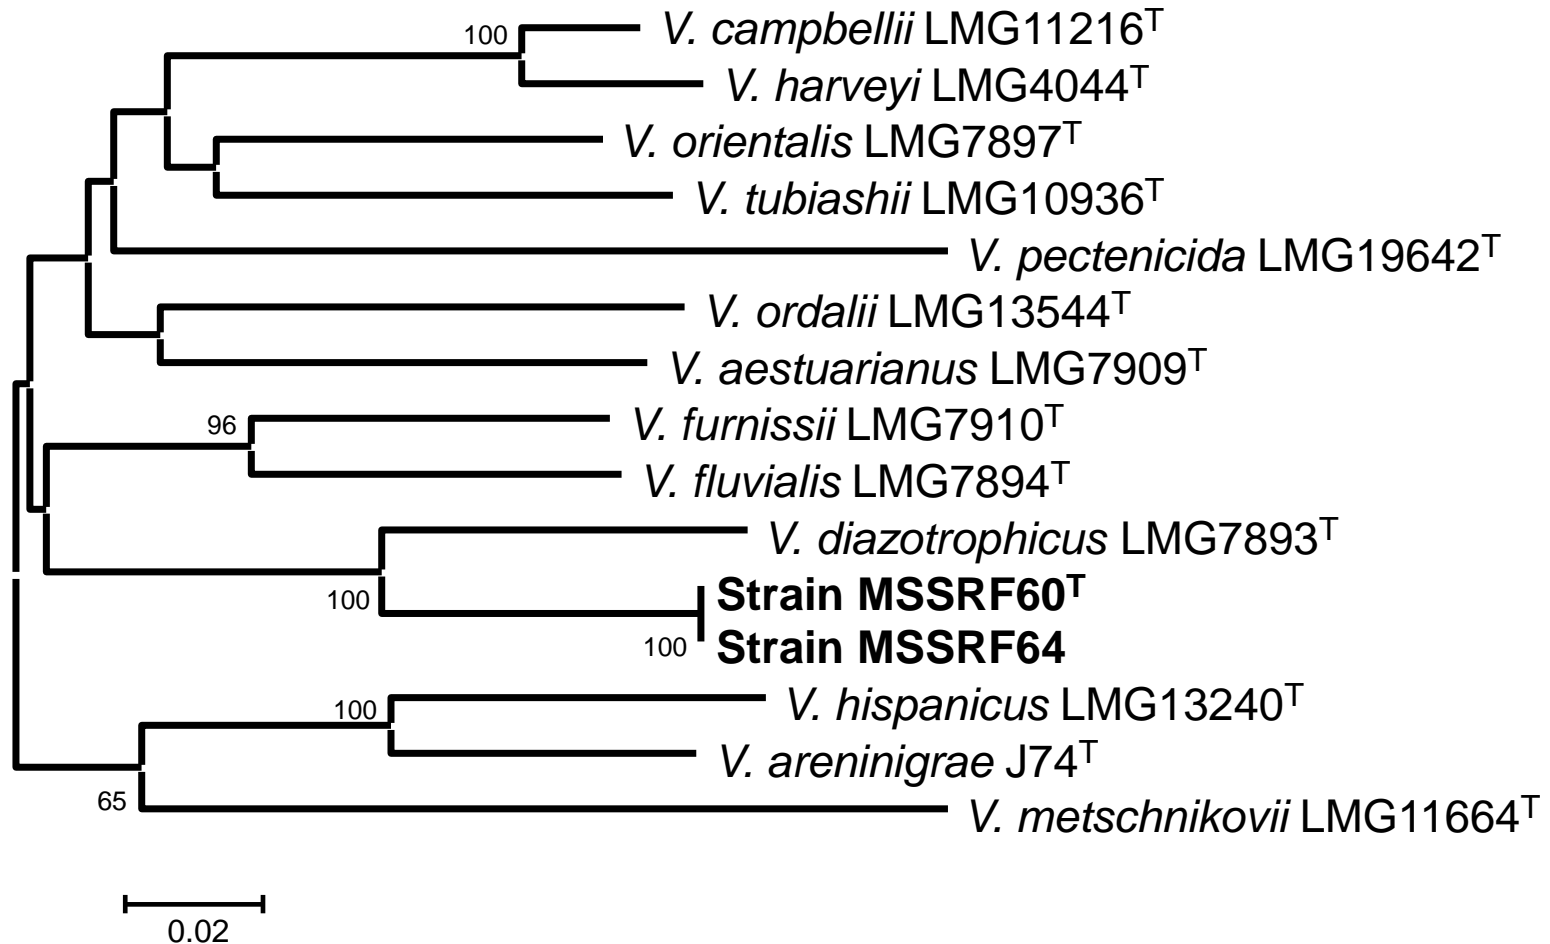 100
V. campbellii LMG11216ᵀ
V. harveyi LMG4044ᵀ
V. orientalis LMG7897ᵀ
V. tubiashii LMG10936ᵀ
V. pectenicida LMG19642ᵀ
V. ordalii LMG13544ᵀ
V. aestuarianus LMG7909ᵀ
96
V. furnissii LMG7910ᵀ
V. fluvialis LMG7894ᵀ
V. diazotrophicus LMG7893ᵀ
100
Strain MSSRF60ᵀ
100
Strain MSSRF64
100
V. hispanicus LMG13240ᵀ
V. areninigrae J74ᵀ
65
V. metschnikovii LMG11664ᵀ
0.02